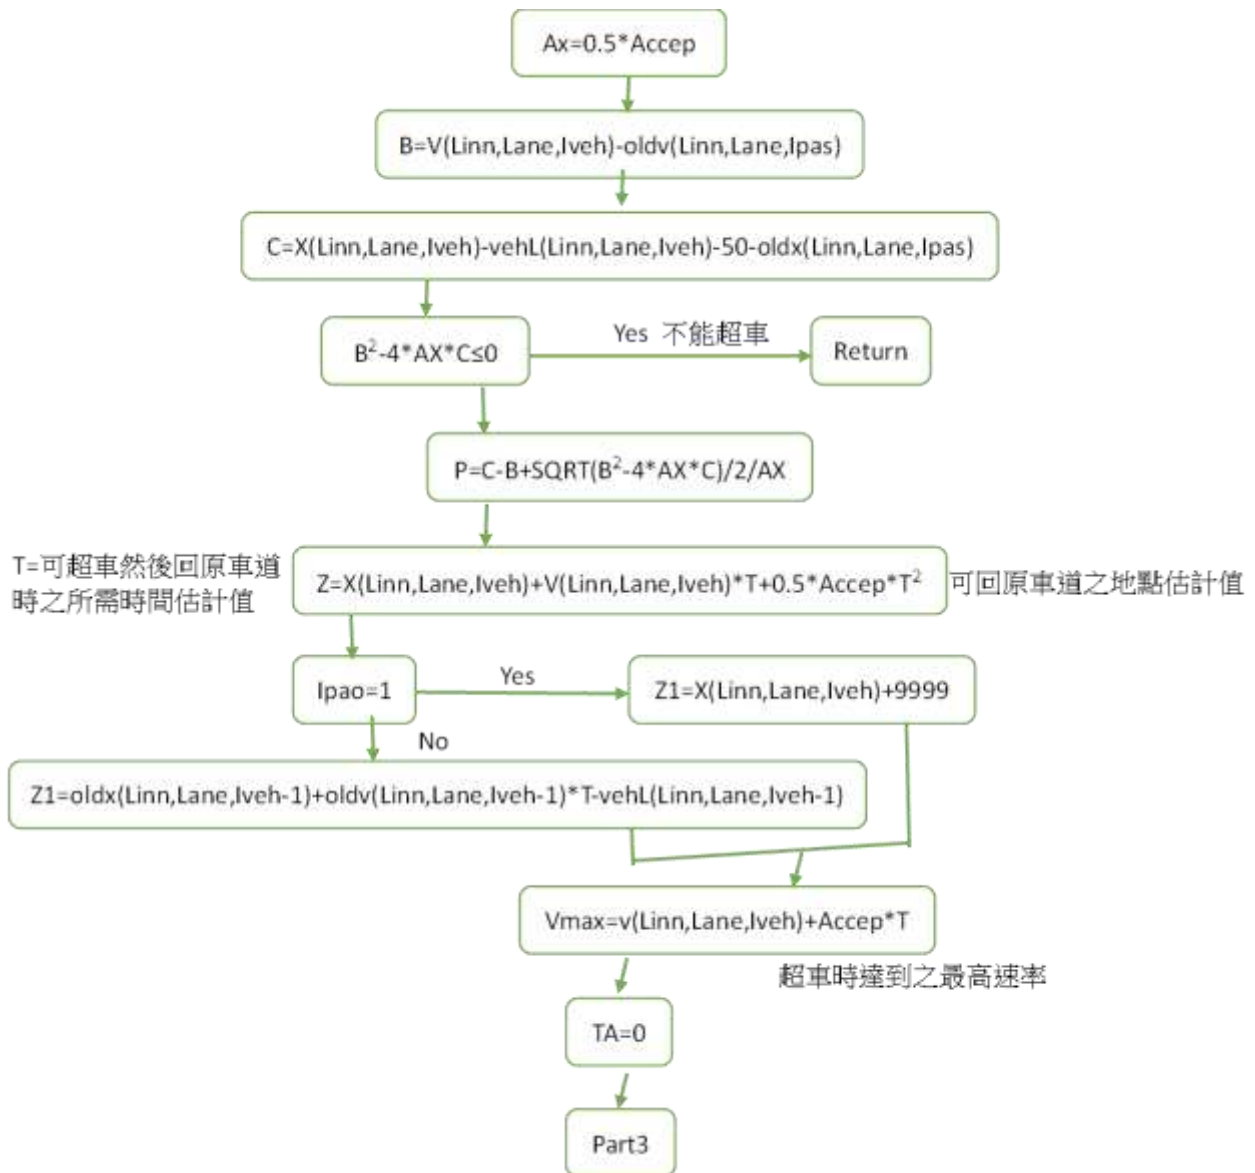 Ax=0.5*Accep
B=V(Linn,Lane,Iveh)-oldv(Linn,Lane,Ipas)
C=X(Linn,Lane,Iveh)-vehL(Linn,Lane,Iveh)-50-oldx(Linn,Lane,Ipas)
B²-4*AX*C≤0
Yes 不能超車
Return
P=C-B+SQRT(B²-4*AX*C)/2/AX
T=可超車然後回原車道
時之所需時間估計值
Z=X(Linn,Lane,Iveh)+V(Linn,Lane,Iveh)*T+0.5*Accep*T²
可回原車道之地點估計值
Ipao=1
Yes
Z1=X(Linn,Lane,Iveh)+9999
No
Z1=oldx(Linn,Lane,Iveh-1)+oldv(Linn,Lane,Iveh-1)*T-vehL(Linn,Lane,Iveh-1)
Vmax=v(Linn,Lane,Iveh)+Accep*T
超車時達到之最高速率
TA=0
Part3